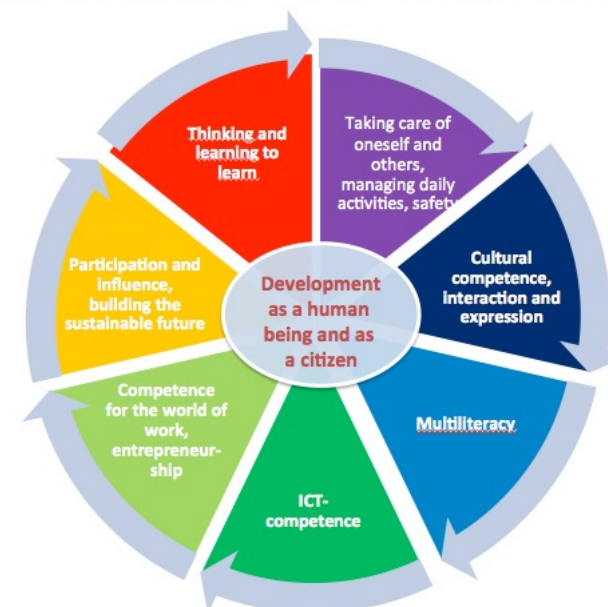 Thinking and
learning to
learn
Taking care of
oneself and
others,
managing daily
activities, safety
Cultural
competence,
interaction and
expression
Multiliteracy
ICT-
competence
Competence
for the world of
work,
entrepreneur-
ship
Participation and
influence,
building the
sustainable future
Development
as a human
being and as
a citizen